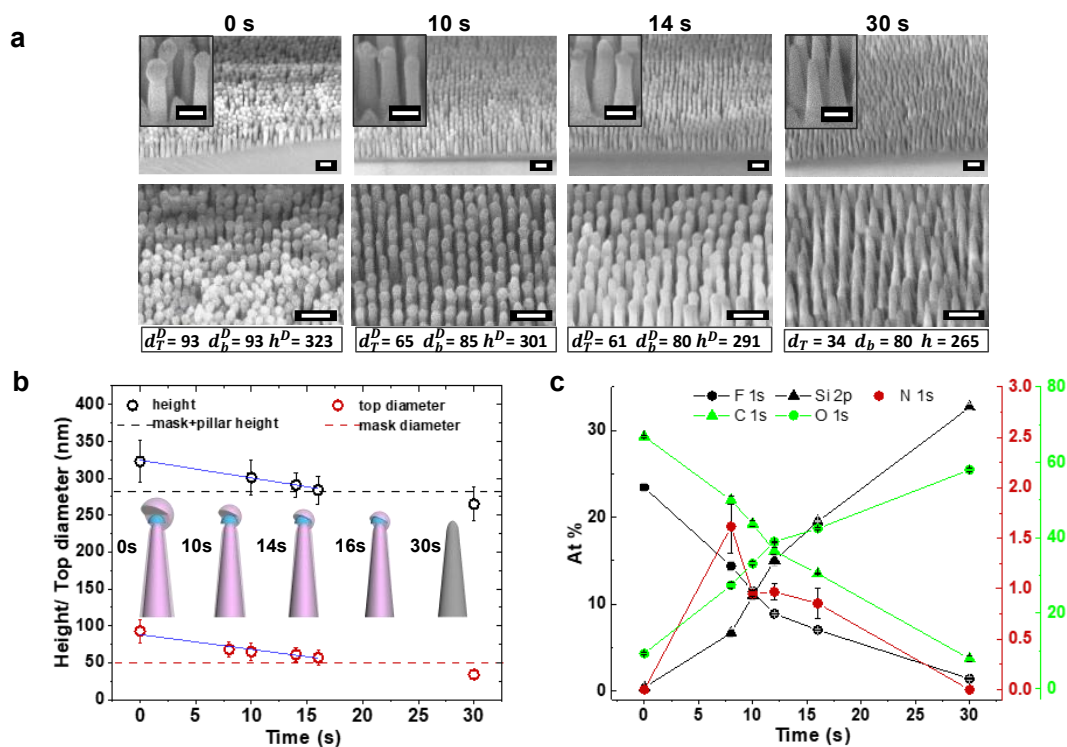 0 s 10 s 14 s 30 s
a
d_T^D = 93 d_b^D = 93 h^D = 323
d_T^D = 65 d_b^D = 85 h^D = 301
d_T^D = 61 d_b^D = 80 h^D = 291
d_T = 34 d_b = 80 h = 265
b
Height/ Top diameter (nm)
400
350
300
250
200
150
100
50
0
height
top diameter
mask+pillar height
mask diameter
0s 10s 14s 16s 30s
0 5 10 15 20 25 30
Time (s)
c
At %
30
20
10
0
F 1s Si 2p N 1s
C 1s O 1s
3.0
2.5
2.0
1.5
1.0
0.5
0.0
80
60
40
20
0
0 5 10 15 20 25 30
Time (s)